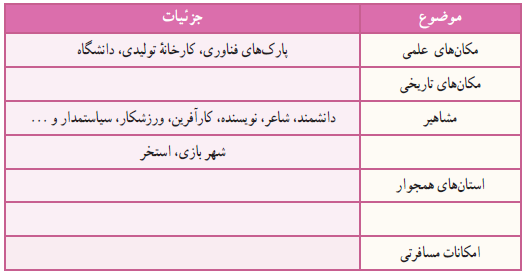 موضوع جزئیات
مکان‌های علمی پارک‌های فناوری، کارخانهٔ تولیدی، دانشگاه
مکان‌های تاریخی
مشاهیر دانشمند، شاعر، نویسنده، کارآفرین، ورزشکار، سیاستمدار و ...
شهر بازی، استخر
استان‌های همجوار
امکانات مسافرتی